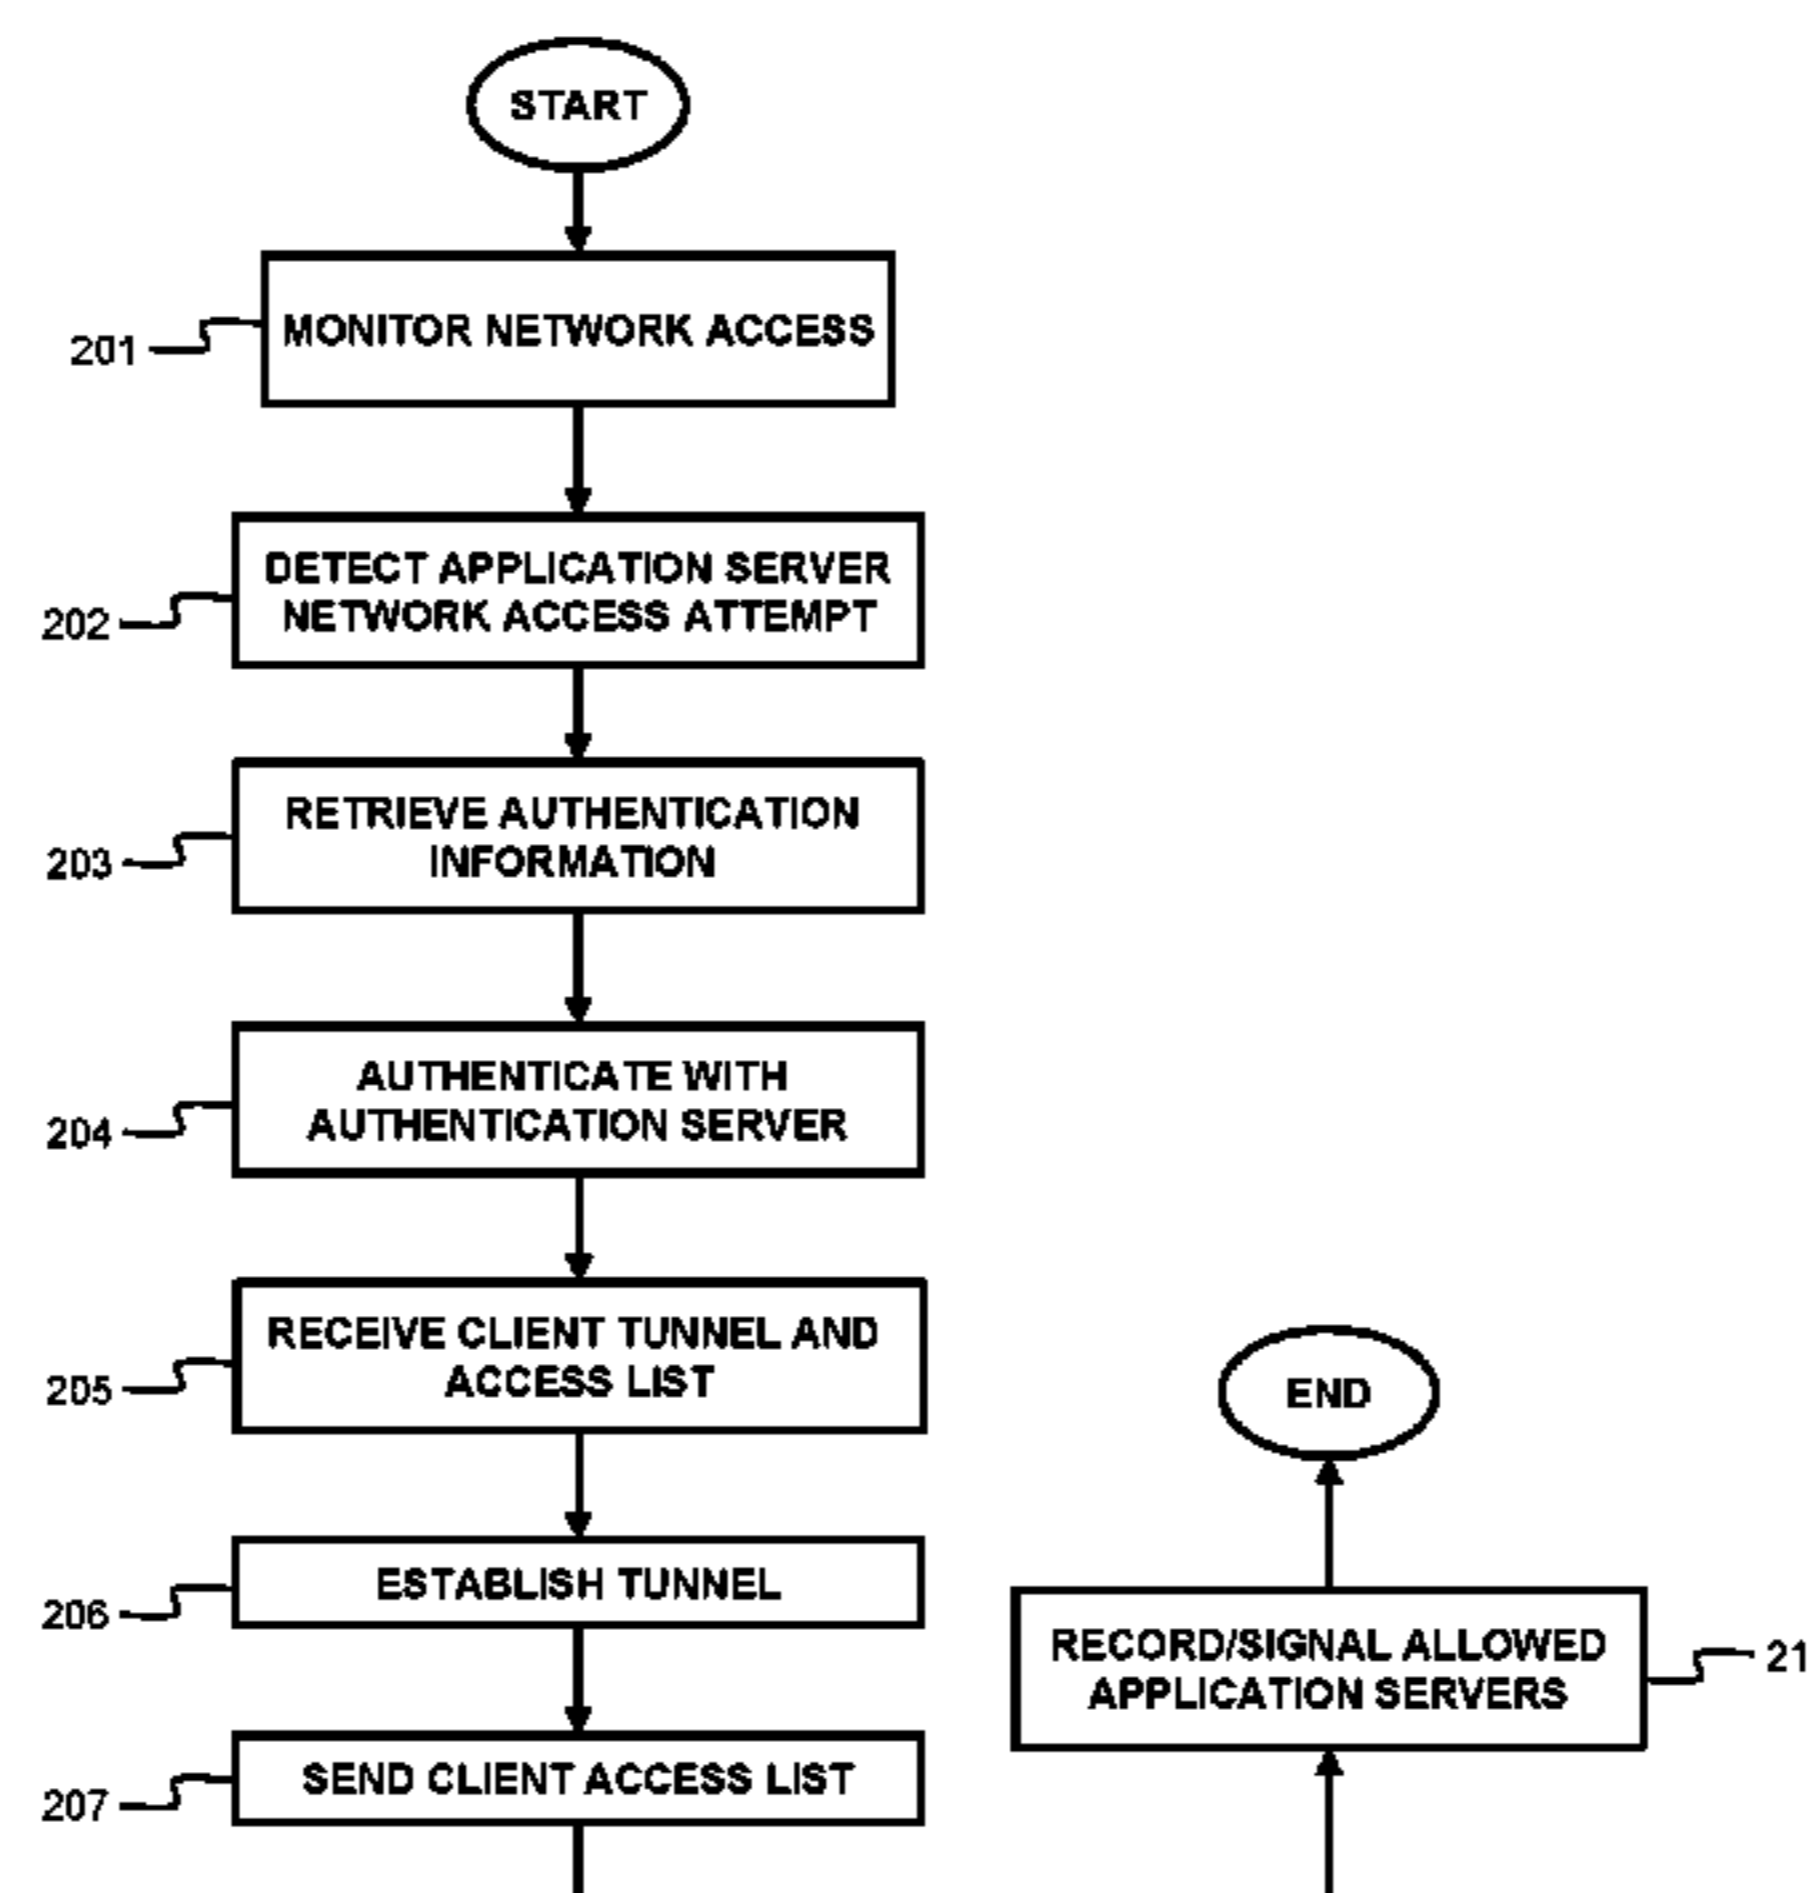 START
201
MONITOR NETWORK ACCESS
202
DETECT APPLICATION SERVER
NETWORK ACCESS ATTEMPT
203
RETRIEVE AUTHENTICATION
INFORMATION
204
AUTHENTICATE WITH
AUTHENTICATION SERVER
205
RECEIVE CLIENT TUNNEL AND
ACCESS LIST
END
206
ESTABLISH TUNNEL
RECORD/SIGNAL ALLOWED
APPLICATION SERVERS
21
207
SEND CLIENT ACCESS LIST